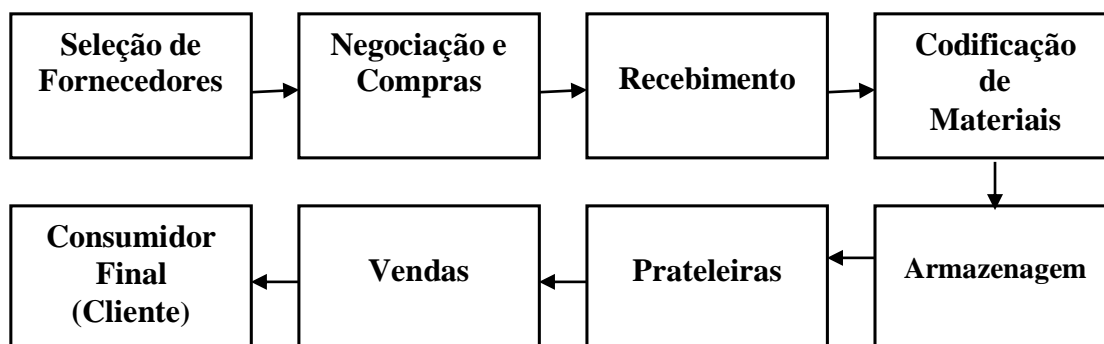 Seleção de
Fornecedores
Negociação e
Compras
Recebimento
Codificação
de
Materiais
Armazenagem
Prateleiras
Vendas
Consumidor
Final
(Cliente)